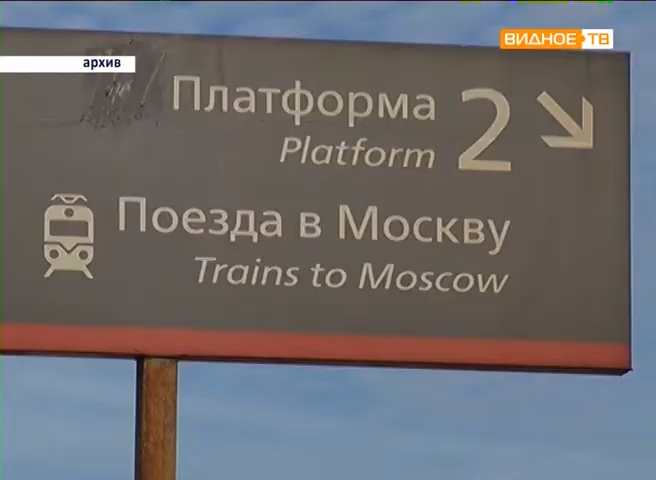 ВИДНОЕ ТВ
архив
Платформа 2
Platform
Поезда в Москву
Trains to Moscow